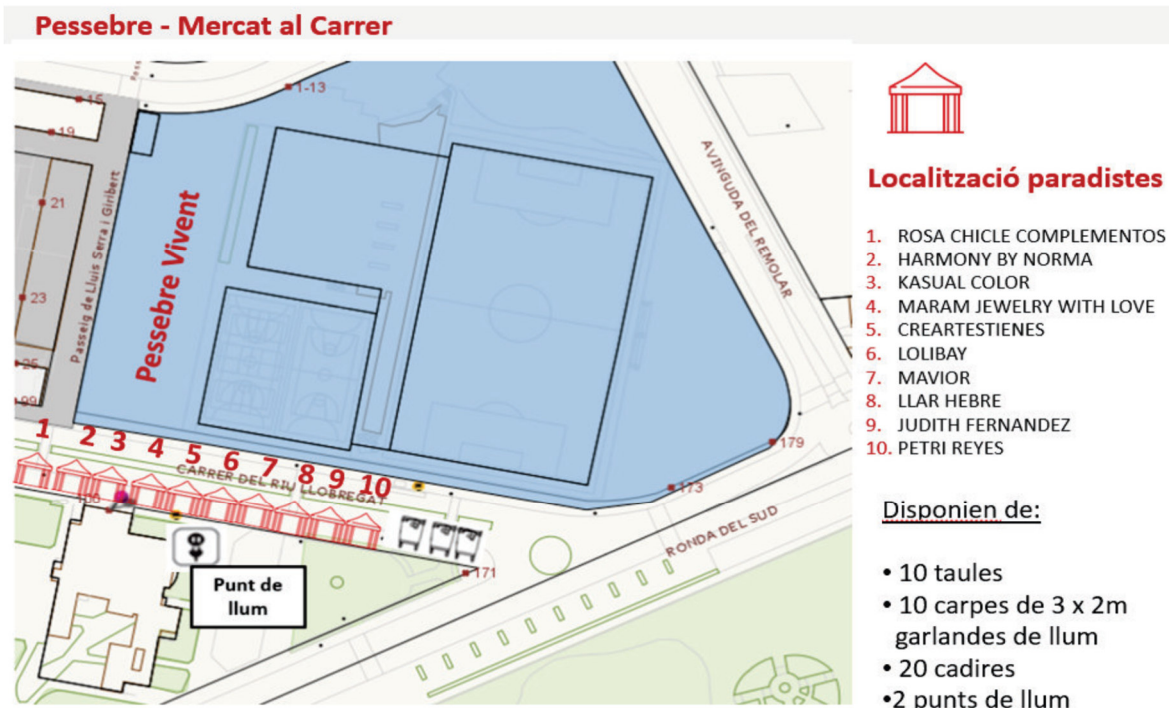 Pessebre - Mercat al Carrer
1-13
15
19
21
23
25
99
Passeig de Lluis Serra i Giribert
Pessebre Vivent
AVINGUDA DEL REMOLAR
1 2 3 4 5 6 7 8 9 10
CARRER DEL RIU LLOBREGAT
179
173
RONDA DEL SUD
171
Punt de
llum
Localització paradistes
1. ROSA CHICLE COMPLEMENTOS
2. HARMONY BY NORMA
3. KASUAL COLOR
4. MARAM JEWELRY WITH LOVE
5. CREARTESTIENES
6. LOLIBAY
7. MAVIOR
8. LLAR HEBRE
9. JUDITH FERNANDEZ
10. PETRI REYES
Disponien de:
• 10 taules
• 10 carpes de 3 x 2m
garlandes de llum
• 20 cadires
•2 punts de llum